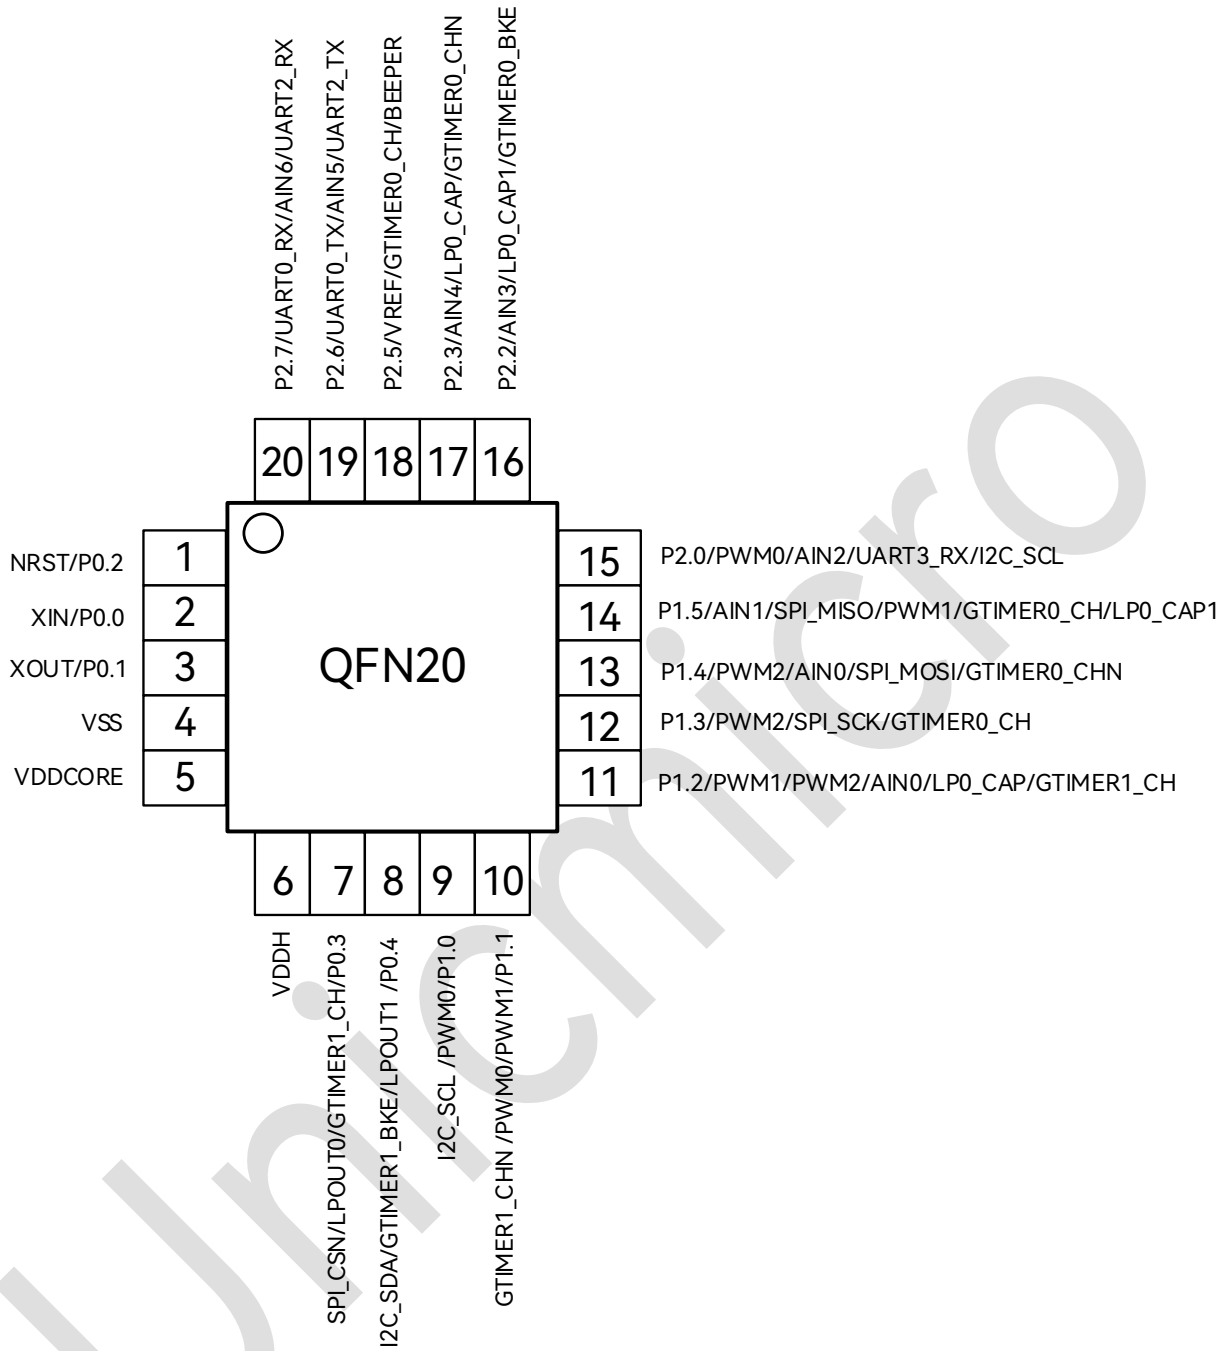 P2.7/UART0_RX/AIN6/UART2_RX
P2.6/UART0_TX/AIN5/UART2_TX
P2.5/VREF/GTIMER0_CH/BEEPER
P2.3/AIN4/LP0_CAP/GTIMER0_CHN
P2.2/AIN3/LP0_CAP1/GTIMER0_BKE
20
19
18
17
16
NRST/P0.2
1
XIN/P0.0
2
XOUT/P0.1
3
VSS
4
VDDCORE
5
QFN20
15
P2.0/PWM0/AIN2/UART3_RX/I2C_SCL
14
P1.5/AIN1/SPI_MISO/PWM1/GTIMER0_CH/LP0_CAP1
13
P1.4/PWM2/AIN0/SPI_MOSI/GTIMER0_CHN
12
P1.3/PWM2/SPI_SCK/GTIMER0_CH
11
P1.2/PWM1/PWM2/AIN0/LP0_CAP/GTIMER1_CH
6
7
8
9
10
VDDH
SPI_CSN/LPOUT0/GTIMER1_CH/P0.3
I2C_SDA/GTIMER1_BKE/LPOUT1 /P0.4
I2C_SCL /PWM0/P1.0
GTIMER1_CHN /PWM0/PWM1/P1.1
Unicmicro